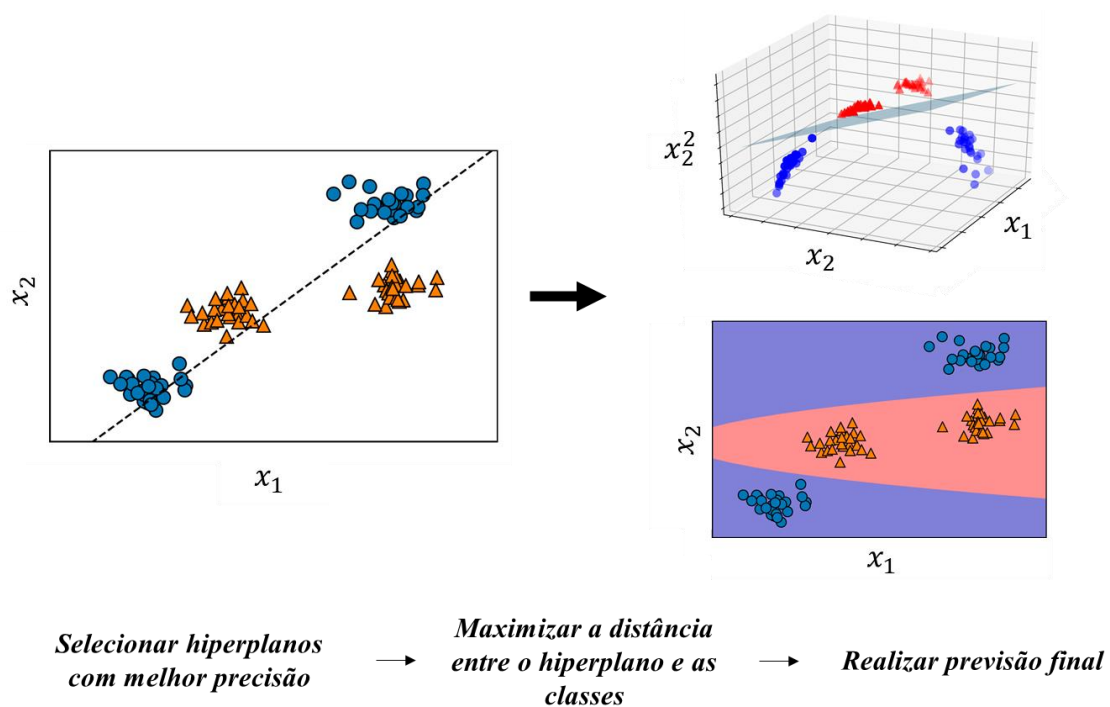 x₂
x₁
x₂²
x₂
x₁
x₂
x₁
Selecionar hiperplanos
com melhor precisão
Maximizar a distância
entre o hiperplano e as
classes
Realizar previsão final